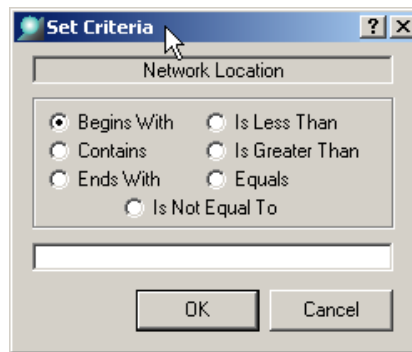 Set Criteria ? X
Network Location
Begins With Is Less Than
Contains Is Greater Than
Ends With Equals
Is Not Equal To
OK Cancel